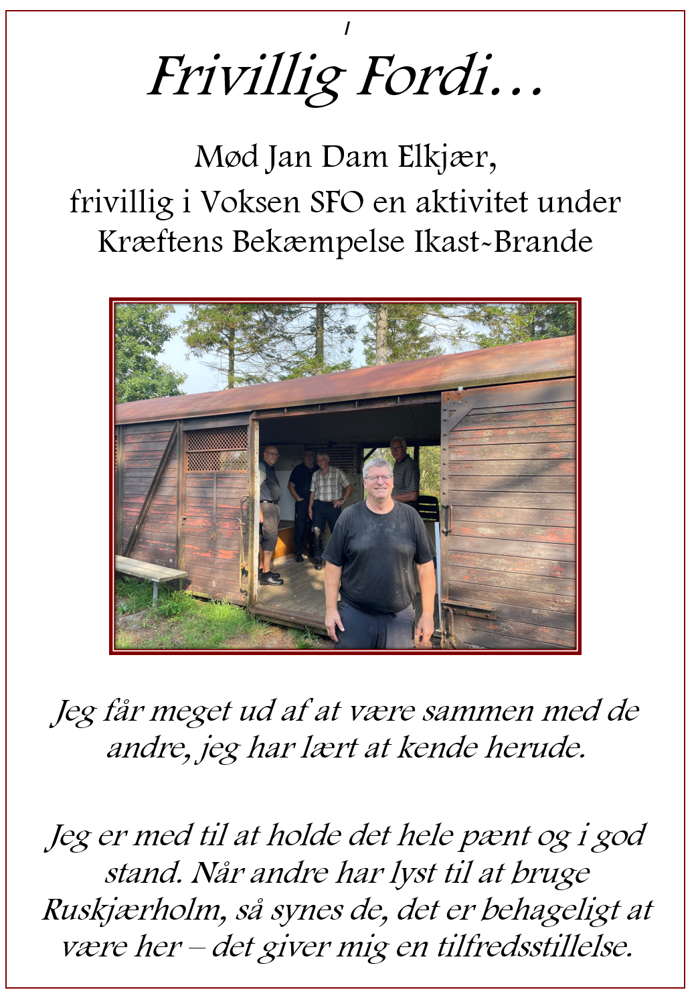 I
Frivillig Fordi...
Mød Jan Dam Elkjær,
frivillig i Voksen SFO en aktivitet under
Kræftens Bekæmpelse Ikast-Brande
Jeg får meget ud af at være sammen med de
andre, jeg har lært at kende herude.
Jeg er med til at holde det hele pænt og i god
stand. Når andre har lyst til at bruge
Ruskjærholm, så synes de, det er behageligt at
være her – det giver mig en tilfredsstillelse.